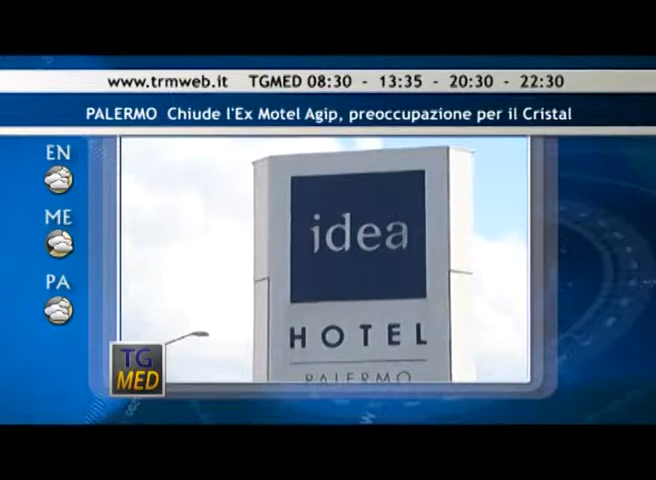 www.trmweb.it TGMED 08:30 - 13:35 - 20:30 - 22:30
PALERMO Chiude l'Ex Motel Agip, preoccupazione per il Cristal
EN
ME
PA
idea
HOTEL
PALERMO
TG
MED